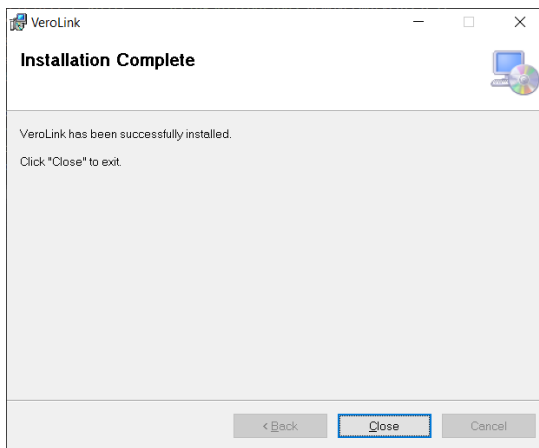 VeroLink
Installation Complete
VeroLink has been successfully installed.
Click "Close" to exit.
< Back
Close
Cancel